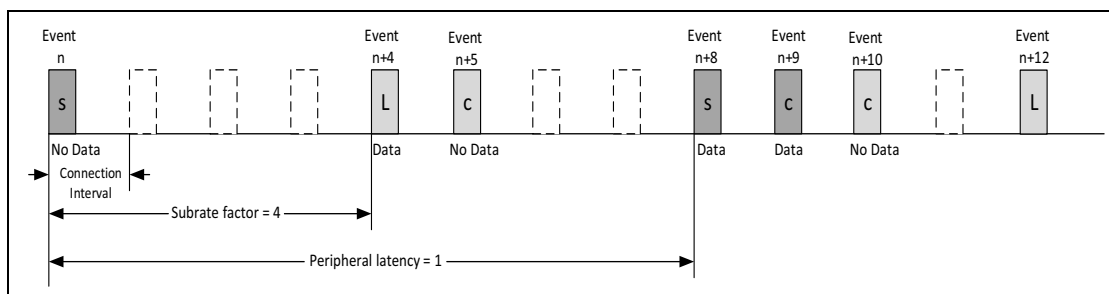 Event
n
Event
n+4
Event
n+5
Event
n+8
Event
n+9
Event
n+10
Event
n+12
S
L
C
S
C
C
L
No Data
Data
No Data
Data
Data
No Data
Connection
Interval
Subrate factor = 4
Peripheral latency = 1